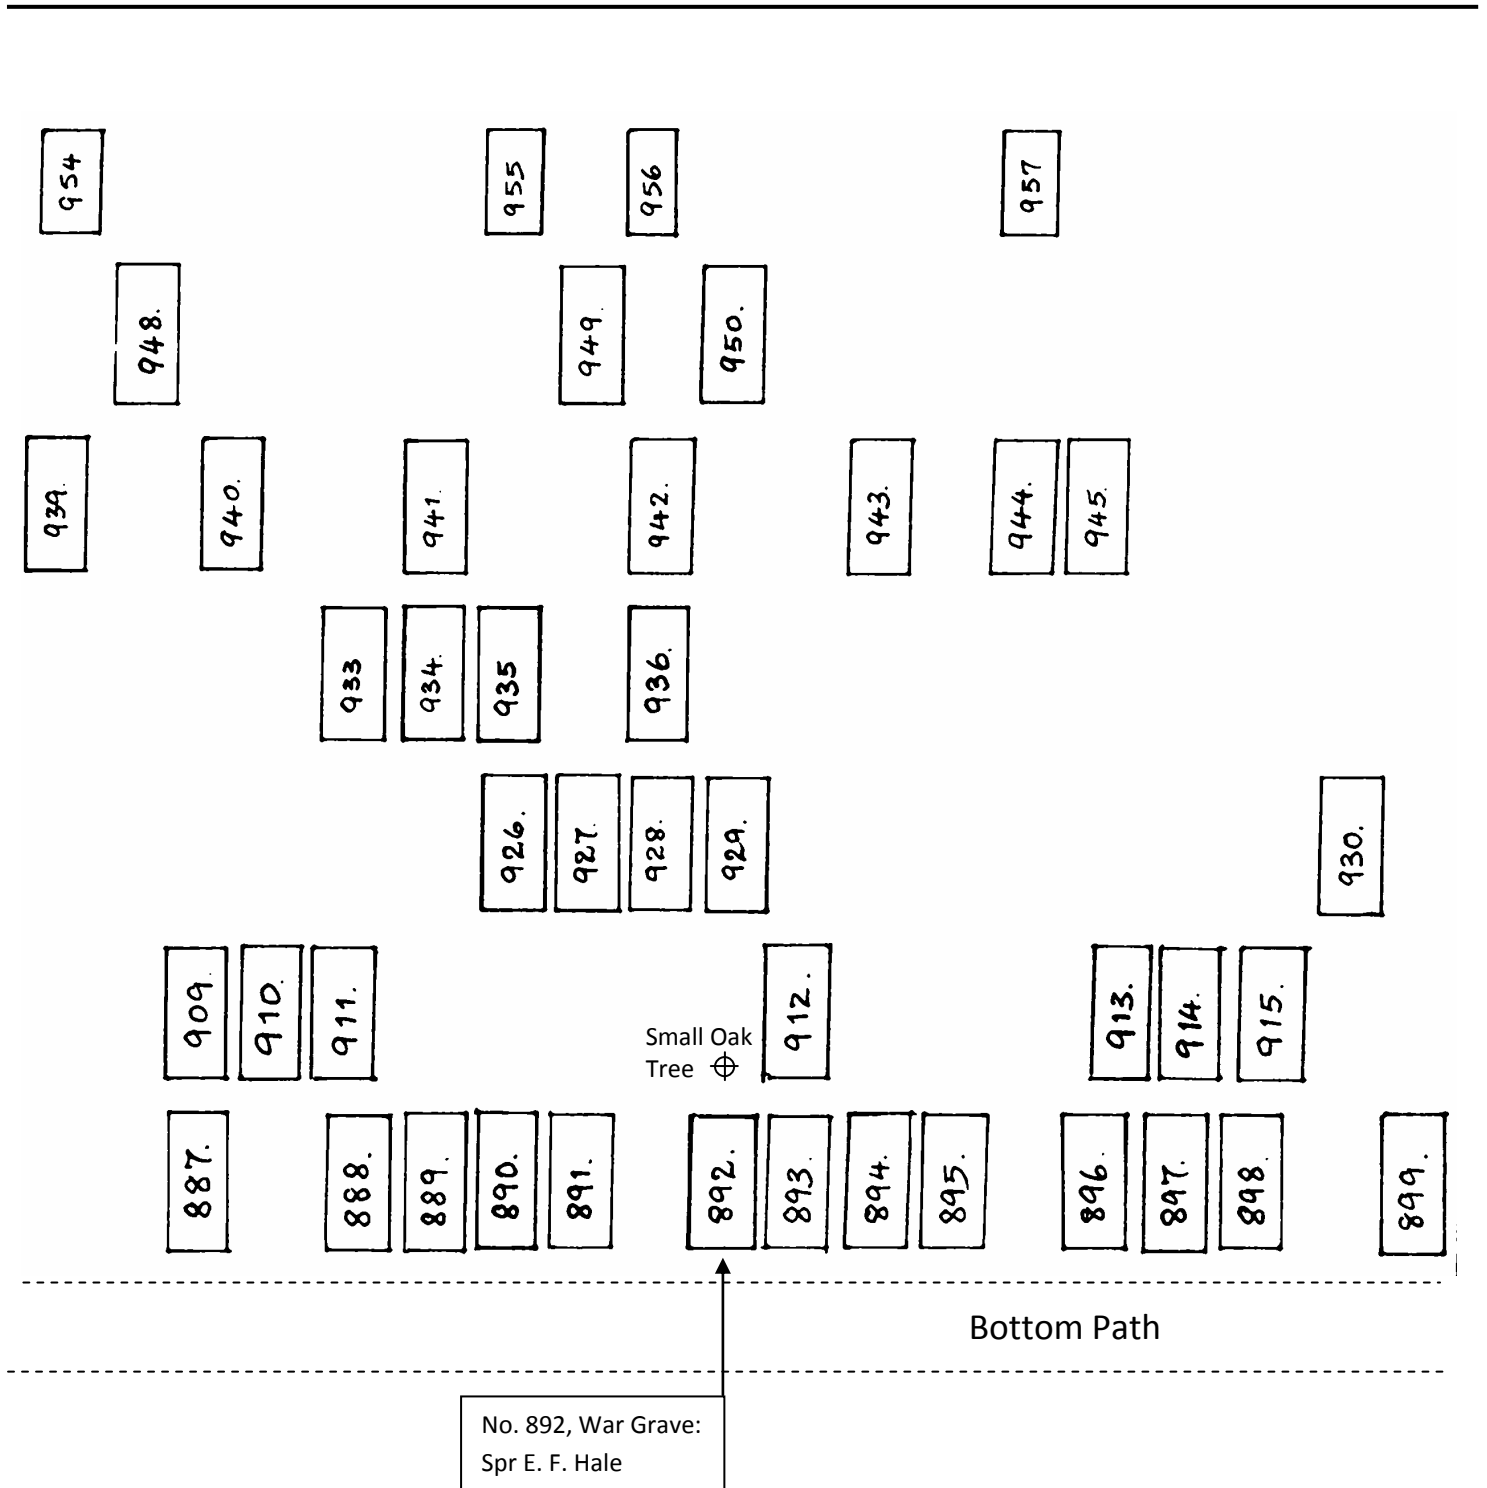 954 955 956 957
948. 949. 950.
939. 940. 941. 942. 943. 944. 945.
933 934. 935 936.
926. 927. 928. 929. 930.
909. 910. 911. 912. 913. 914. 915.
Small Oak
Tree
887. 888. 889. 890. 891. 892. 893. 894. 895. 896. 897. 898. 899.
Bottom Path
No. 892, War Grave:
Spr E. F. Hale